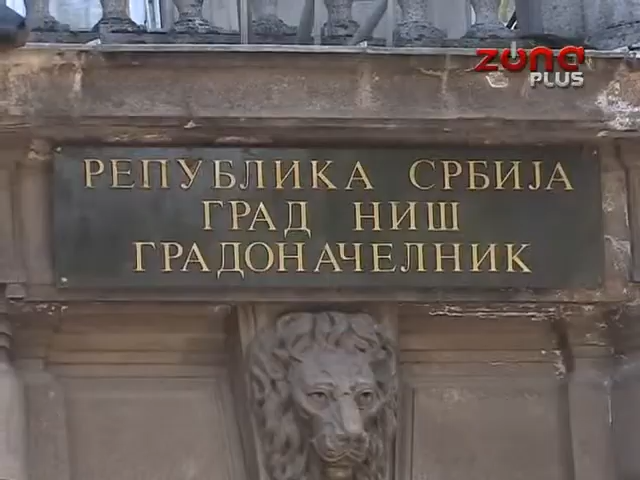 zona
PLUS
РЕПУБЛИКА СРБИЈА
ГРАД НИШ
ГРАДОНАЧЕЛНИК